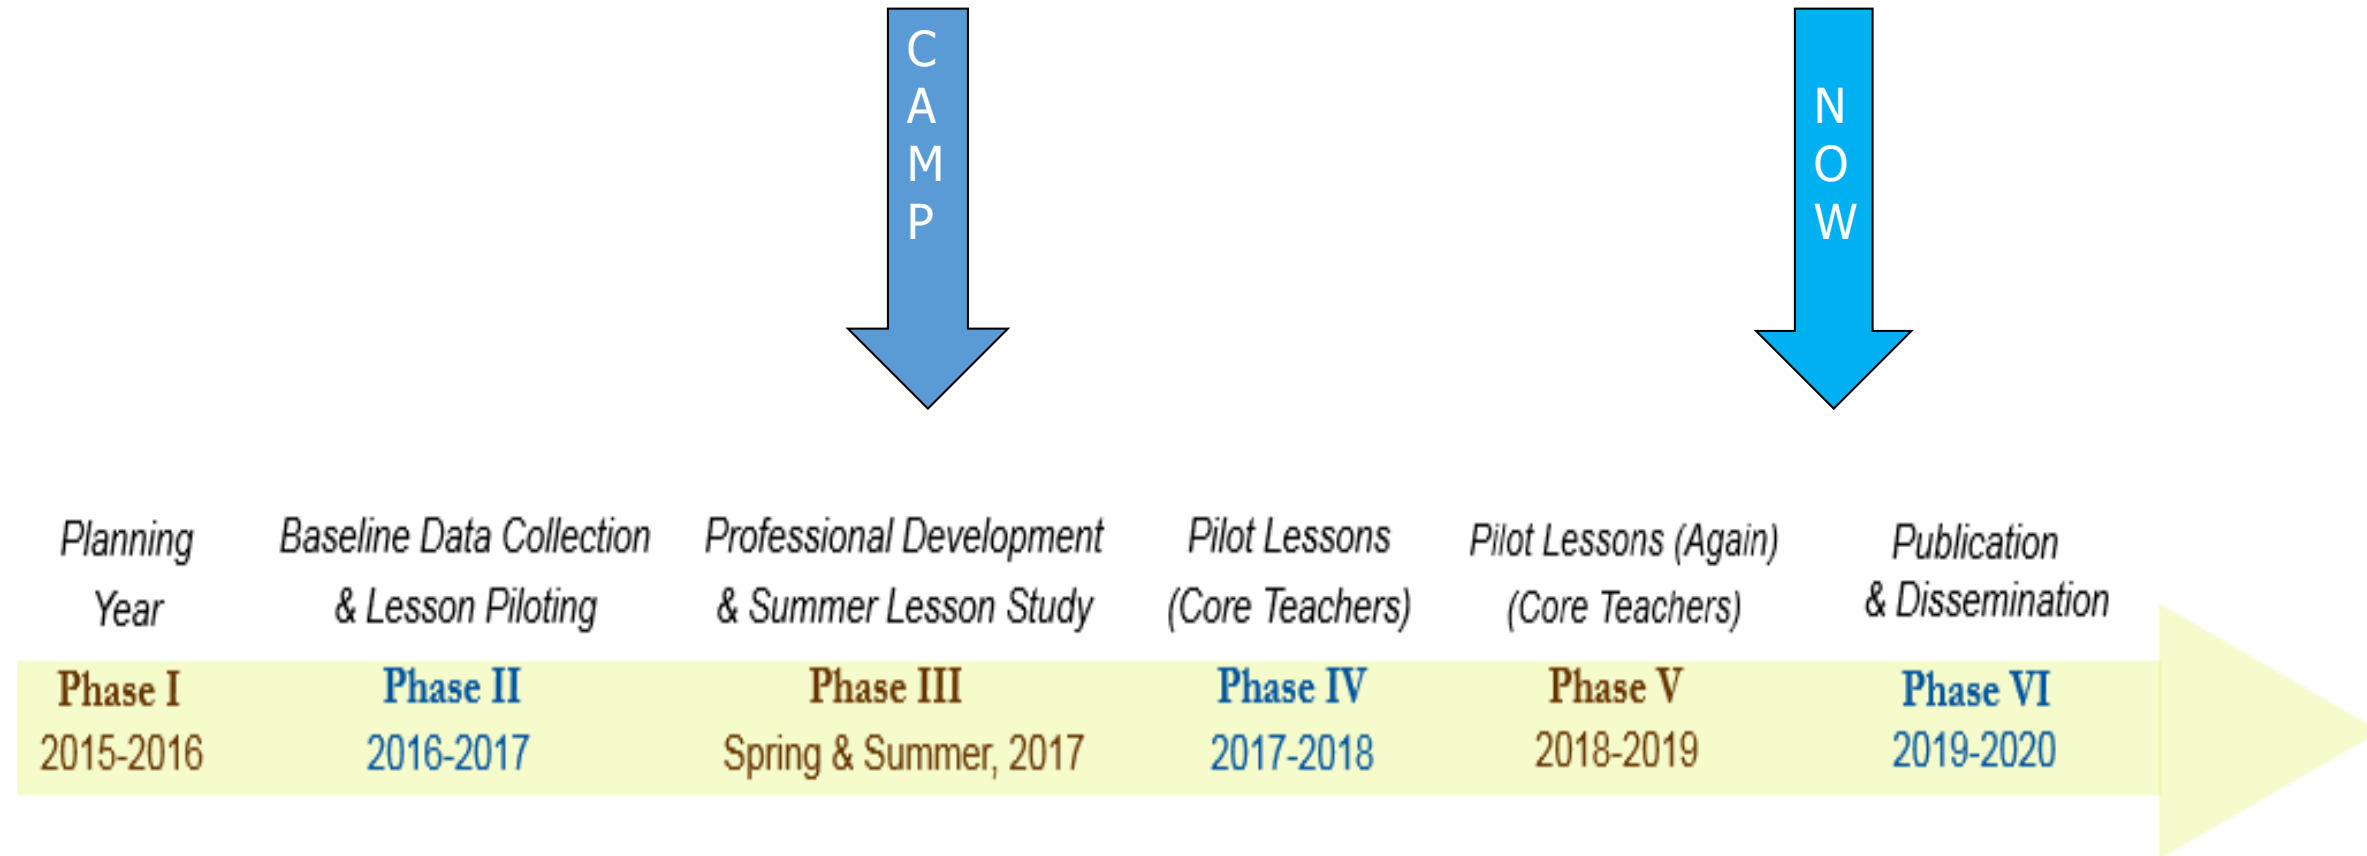 C
A
M
P
N
O
W
Planning
Year
Baseline Data Collection
& Lesson Piloting
Professional Development
& Summer Lesson Study
Pilot Lessons
(Core Teachers)
Pilot Lessons (Again)
(Core Teachers)
Publication
& Dissemination
Phase I
2015-2016
Phase II
2016-2017
Phase III
Spring & Summer, 2017
Phase IV
2017-2018
Phase V
2018-2019
Phase VI
2019-2020